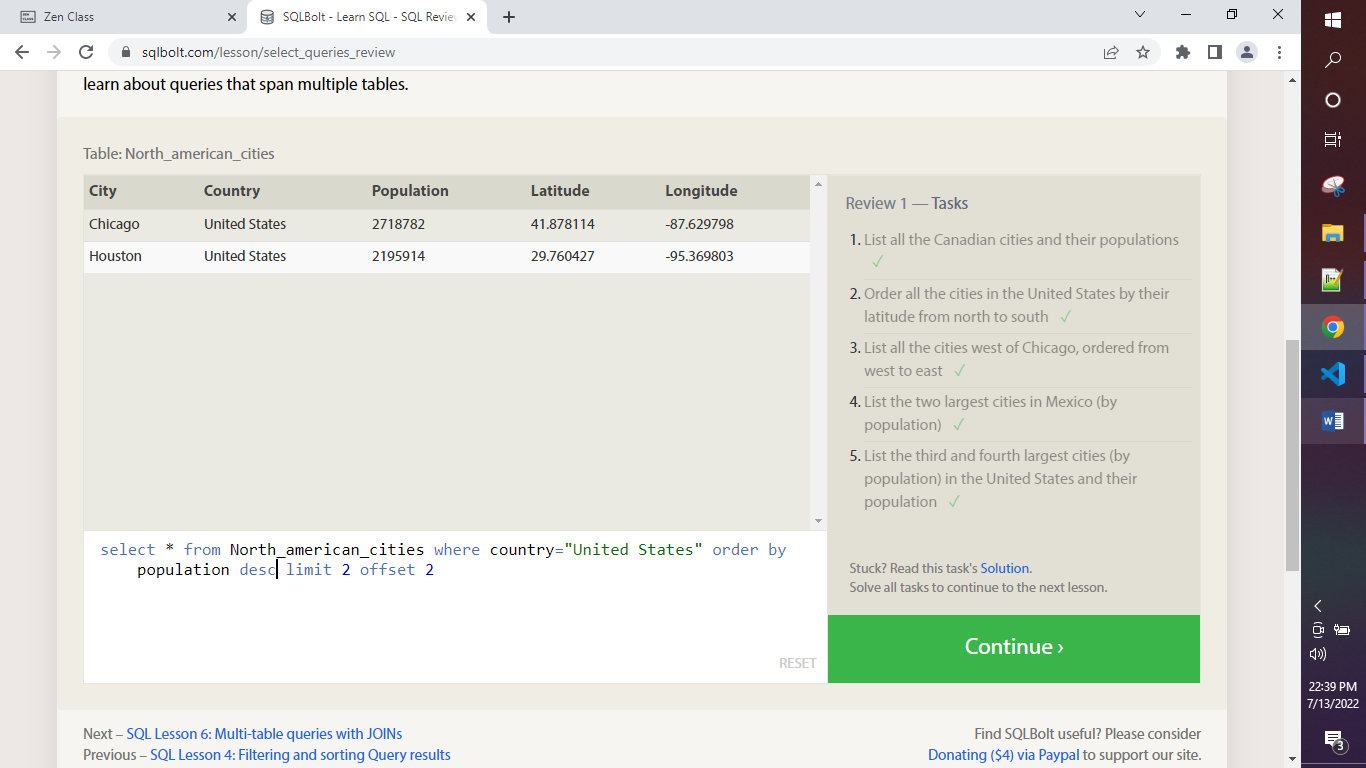 Zen Class
SQLBolt - Learn SQL - SQL Review
sqlbolt.com/lesson/select_queries_review
learn about queries that span multiple tables.
Table: North_american_cities
City Country Population Latitude Longitude
Chicago United States 2718782 41.878114 -87.629798
Houston United States 2195914 29.760427 -95.369803
select * from North_american_cities where country="United States" order by
population desc limit 2 offset 2
RESET
Review 1 — Tasks
1. List all the Canadian cities and their populations
✓
2. Order all the cities in the United States by their
latitude from north to south ✓
3. List all the cities west of Chicago, ordered from
west to east ✓
4. List the two largest cities in Mexico (by
population) ✓
5. List the third and fourth largest cities (by
population) in the United States and their
population ✓
Stuck? Read this task's Solution.
Solve all tasks to continue to the next lesson.
Continue ›
Next – SQL Lesson 6: Multi-table queries with JOINs
Previous – SQL Lesson 4: Filtering and sorting Query results
Find SQLBolt useful? Please consider
Donating ($4) via Paypal to support our site.
22:39 PM
7/13/2022
3